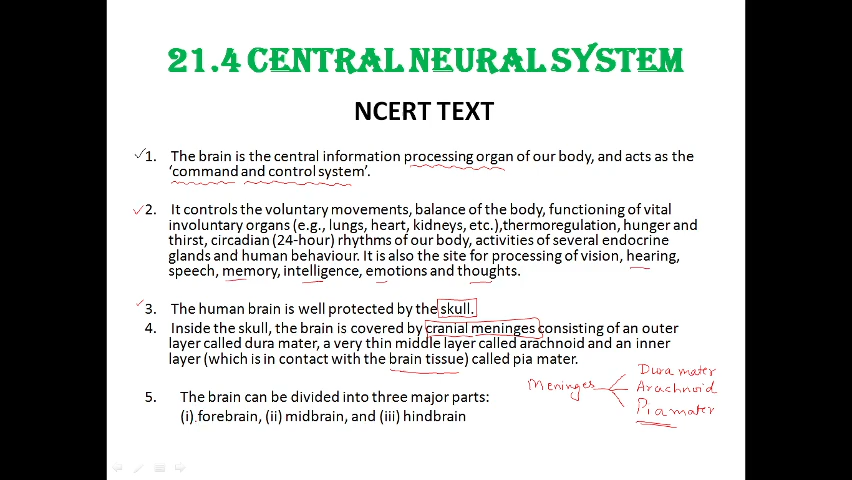 21.4 CENTRAL NEURAL SYSTEM
NCERT TEXT
1. The brain is the central information processing organ of our body, and acts as the
‘command and control system’.
2. It controls the voluntary movements, balance of the body, functioning of vital
involuntary organs (e.g., lungs, heart, kidneys, etc.),thermoregulation, hunger and
thirst, circadian (24-hour) rhythms of our body, activities of several endocrine
glands and human behaviour. It is also the site for processing of vision, hearing,
speech, memory, intelligence, emotions and thoughts.
3. The human brain is well protected by the skull.
4. Inside the skull, the brain is covered by cranial meninges consisting of an outer
layer called dura mater, a very thin middle layer called arachnoid and an inner
layer (which is in contact with the brain tissue) called pia mater.
5. The brain can be divided into three major parts:
(i) forebrain, (ii) midbrain, and (iii) hindbrain
Meninges
Dura mater
Arachnoid
Pia mater